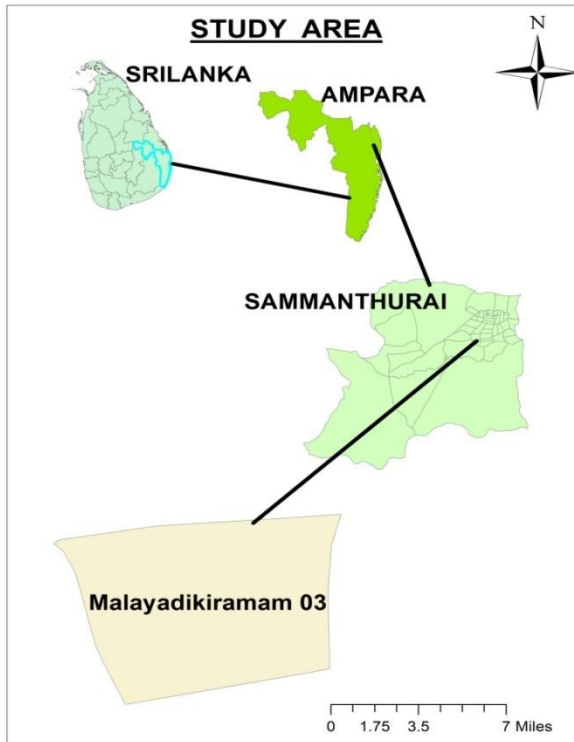 STUDY AREA
N
SRILANKA
AMPARA
SAMMANTHURAI
Malayadikiramam 03
0 1.75 3.5 7 Miles